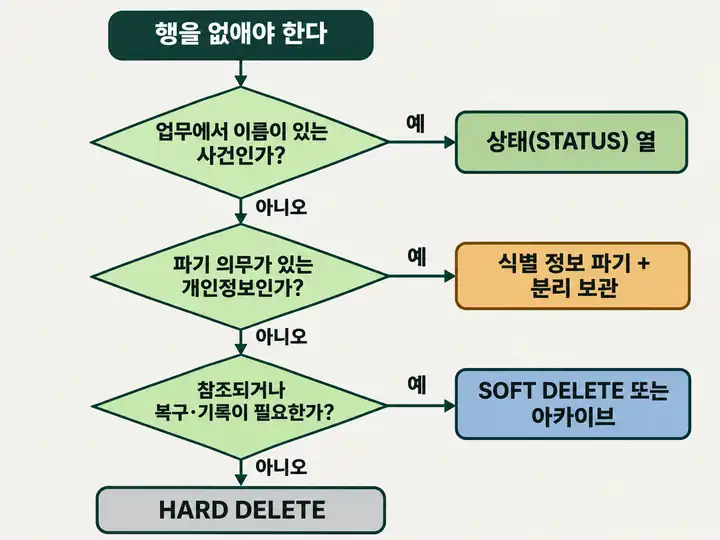 행을 없애야 한다
업무에서 이름이 있는
사건인가?
예
상태(STATUS) 열
아니오
파기 의무가 있는
개인정보인가?
예
식별 정보 파기 +
분리 보관
아니오
참조되거나
복구·기록이 필요한가?
예
SOFT DELETE 또는
아카이브
아니오
HARD DELETE